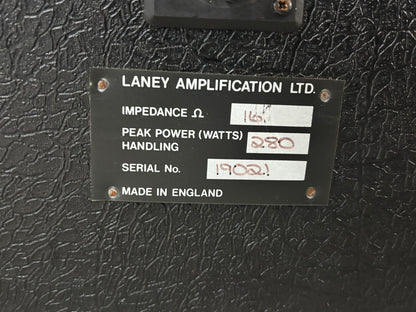 LANEY AMPLIFICATION LTD.
IMPEDANCE Ω 16
PEAK POWER (WATTS) HANDLING 280
SERIAL No. 19021
MADE IN ENGLAND